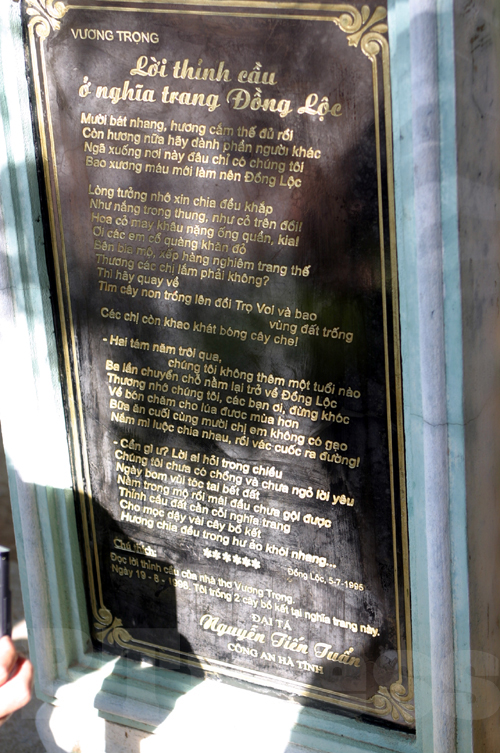 VƯƠNG TRỌNG
Lời thỉnh cầu
ở nghĩa trang Đồng Lộc
Mười bát nhang, hương cắm thế đủ rồi
Còn hương nữa hãy dành phần người khác
Ngã xuống nơi này đâu chỉ có chúng tôi
Bao xương máu mới làm nên Đồng Lộc
Lòng tưởng nhớ xin chia đều khắp
Như nắng trong thung, như cỏ trên đồi!
Hoa cỏ may khâu nặng ống quần, kìa!
Ơi các em cổ quàng khăn đỏ
Bên bia mộ, xếp hàng nghiêm trang thế
Thương các chị lắm phải không?
Thì hãy quay về
Tìm cây non trồng lên đồi Trọ Voi và bao
vùng đất trống
Các chị còn khao khát bóng cây che!
- Hai tám năm trôi qua,
chúng tôi không thêm một tuổi nào
Ba lần chuyển chỗ nằm lại trở về Đồng Lộc
Thương nhớ chúng tôi, các bạn ơi, đừng khóc
Về bón chăm cho lúa được mùa hơn
Bữa ăn cuối cùng mười chị em không có gạo
Nắm mì luộc chia nhau, rồi vác cuốc ra đường!
- Cần gì ư? Lời ai hỏi trong chiều
Chúng tôi chưa có chồng và chưa ngỏ lời yêu
Ngày bom vùi tóc tai bết đất
Nằm trong mộ rồi mái đầu chưa gội được
Thỉnh cầu đất cằn cỗi nghĩa trang
Cho mọc dậy vài cây bồ kết
Hương chia đều trong hư ảo khói nhang...
******
Đồng Lộc, 5-7-1995
Chú thích:
Đọc lời thỉnh cầu của nhà thơ Vương Trọng.
Ngày 19 - 8 - 1998. Tôi trồng 2 cây bồ kết tại nghĩa trang này.
ĐẠI TÁ
Nguyễn Tiến Tuấn
CÔNG AN HÀ TĨNH